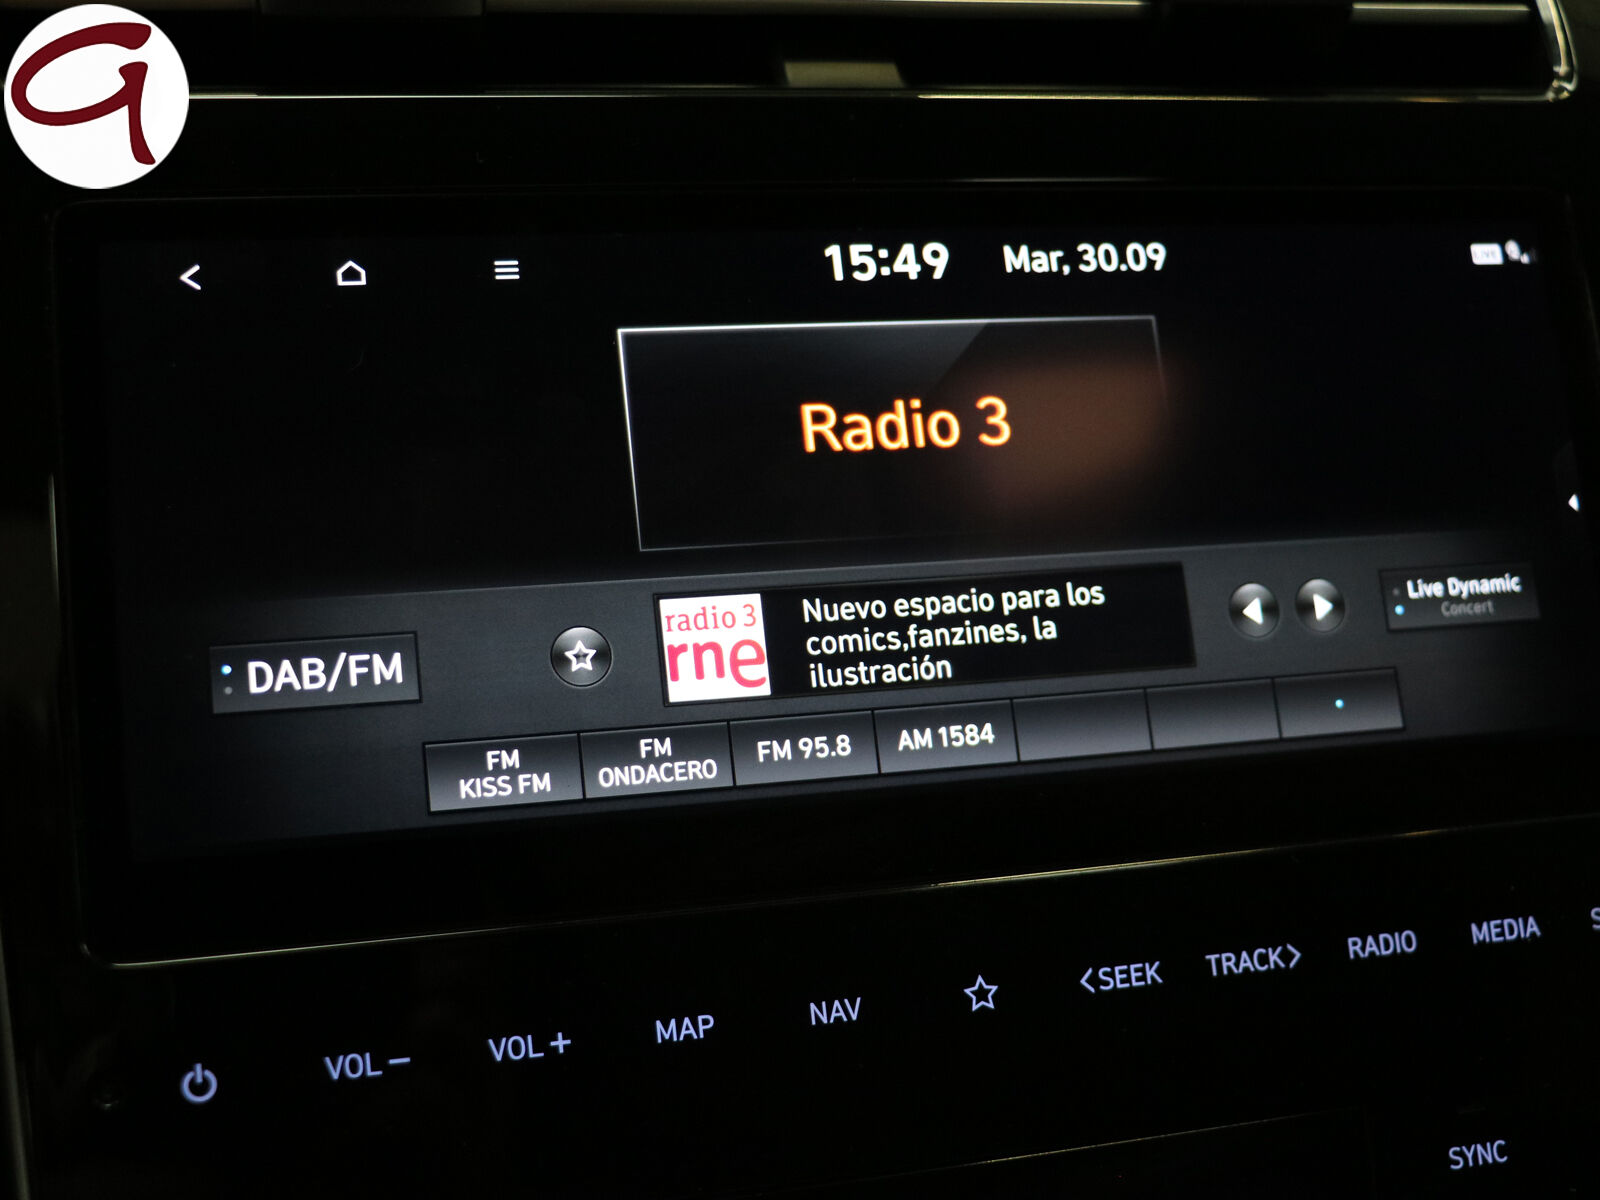 15:49 Mar, 30.09
LIVE
Radio 3
DAB/FM
radio 3
rne
Nuevo espacio para los
comics,fanzines, la
ilustración
Live Dynamic
Concert
FM
KISS FM
FM
ONDACERO
FM 95.8
AM 1584
VOL −
VOL +
MAP
NAV
<SEEK
TRACK>
RADIO
MEDIA
SYNC